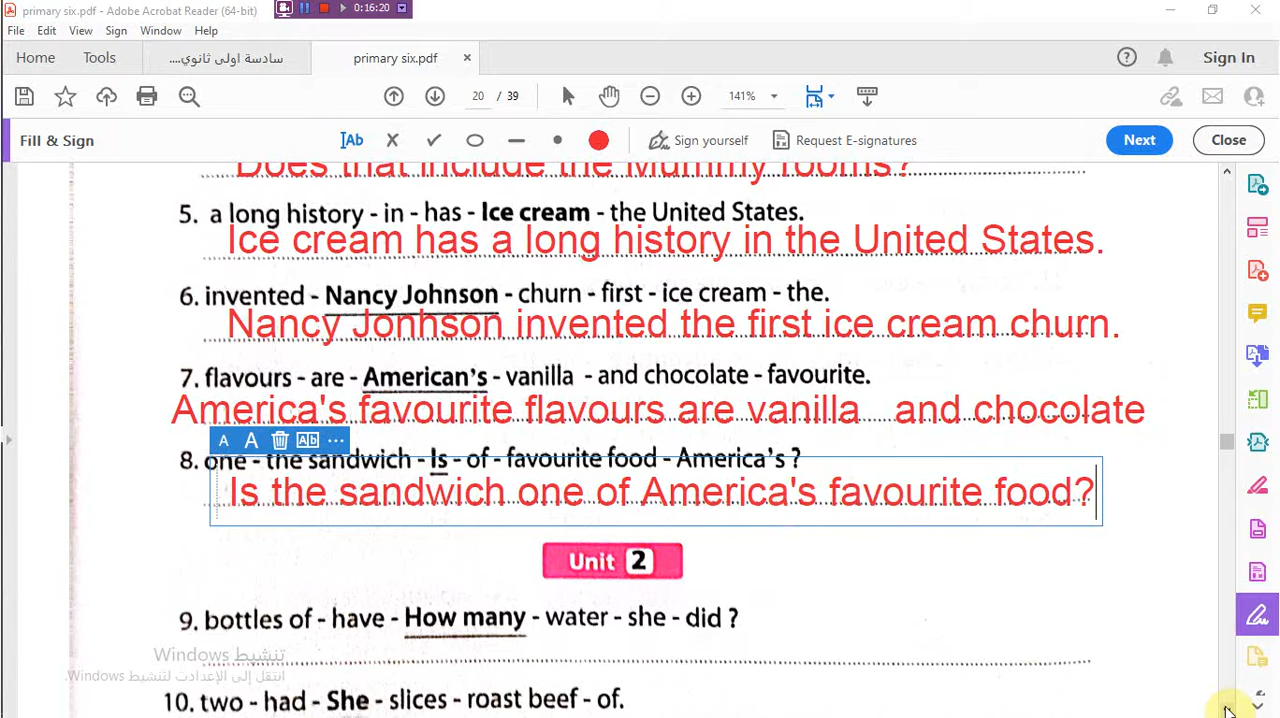 primary six.pdf - Adobe Acrobat Reader (64-bit)
0:16:20
File Edit View Sign Window Help
Home Tools سادسة اولى ثانوي.... primary six.pdf × Sign In
20 / 39 141%
Fill & Sign Ab Sign yourself Request E-signatures Next Close
Does that include the Mummy rooms?
5. a long history - in - has - Ice cream - the United States.
Ice cream has a long history in the United States.
6. invented - Nancy Johnson - churn - first - ice cream - the.
Nancy Jonhson invented the first ice cream churn.
7. flavours - are - American's - vanilla - and chocolate - favourite.
America's favourite flavours are vanilla and chocolate
A A Ab ...
8. one - the sandwich - Is - of - favourite food - America's ?
Is the sandwich one of America's favourite food?
Unit 2
9. bottles of - have - How many - water - she - did ?
تنشيط Windows
انتقل إلى الإعدادت لتنشيط Windows.
10. two - had - She - slices - roast beef - of.